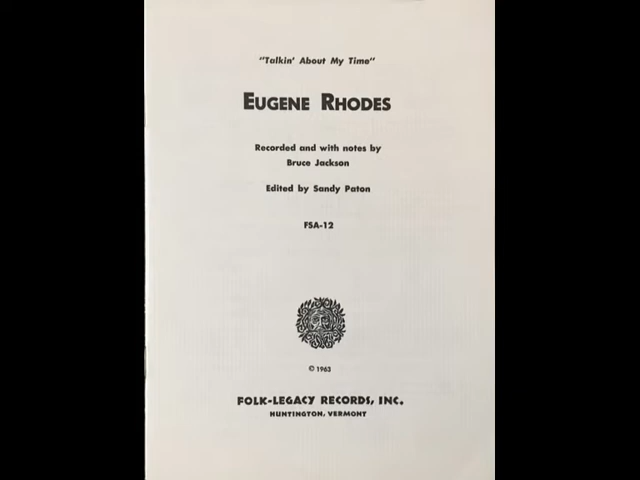 "Talkin' About My Time"
EUGENE RHODES
Recorded and with notes by
Bruce Jackson
Edited by Sandy Paton
FSA-12
© 1963
FOLK-LEGACY RECORDS, INC.
HUNTINGTON, VERMONT